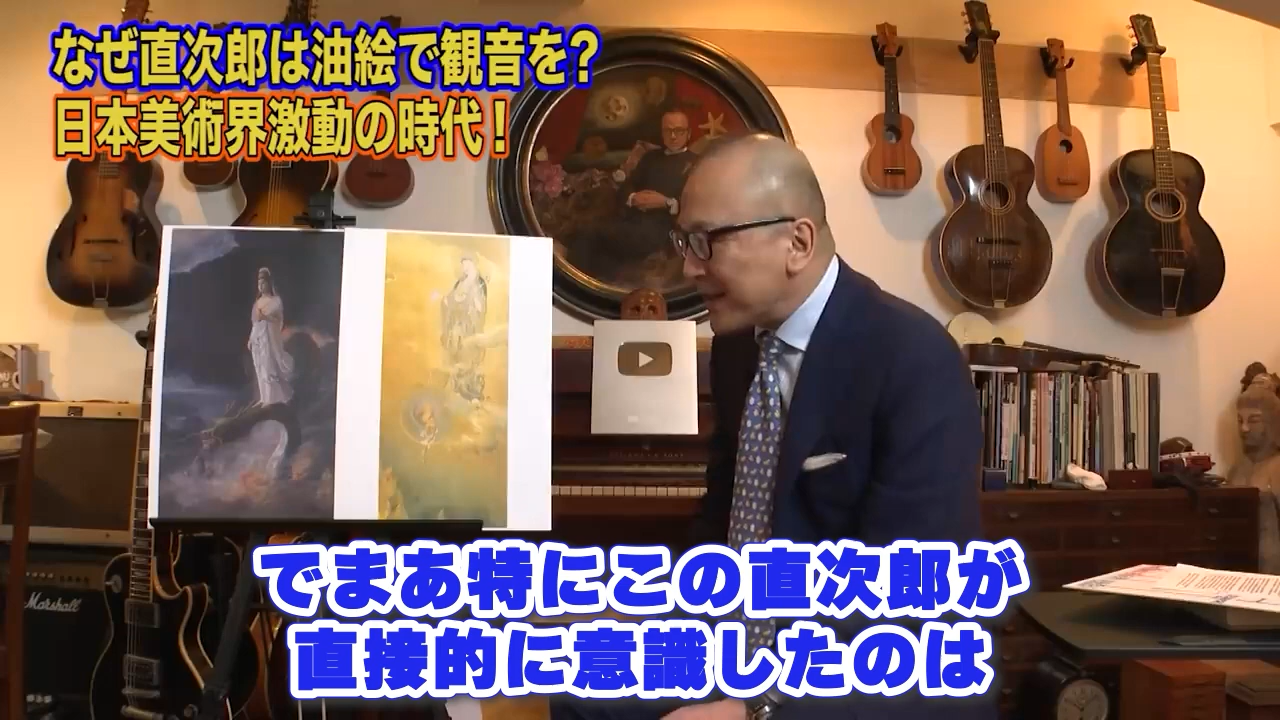 なぜ直次郎は油絵で観音を?
日本美術界激動の時代!
Marshall
でまあ特にこの直次郎が
直接的に意識したのは